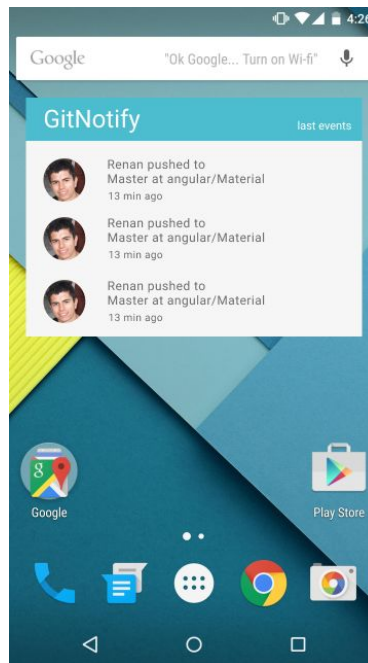 4:26
Google "Ok Google... Turn on Wi-fi"
GitNotify last events
Renan pushed to
Master at angular/Material
13 min ago
Renan pushed to
Master at angular/Material
13 min ago
Renan pushed to
Master at angular/Material
13 min ago
8
Google Play Store